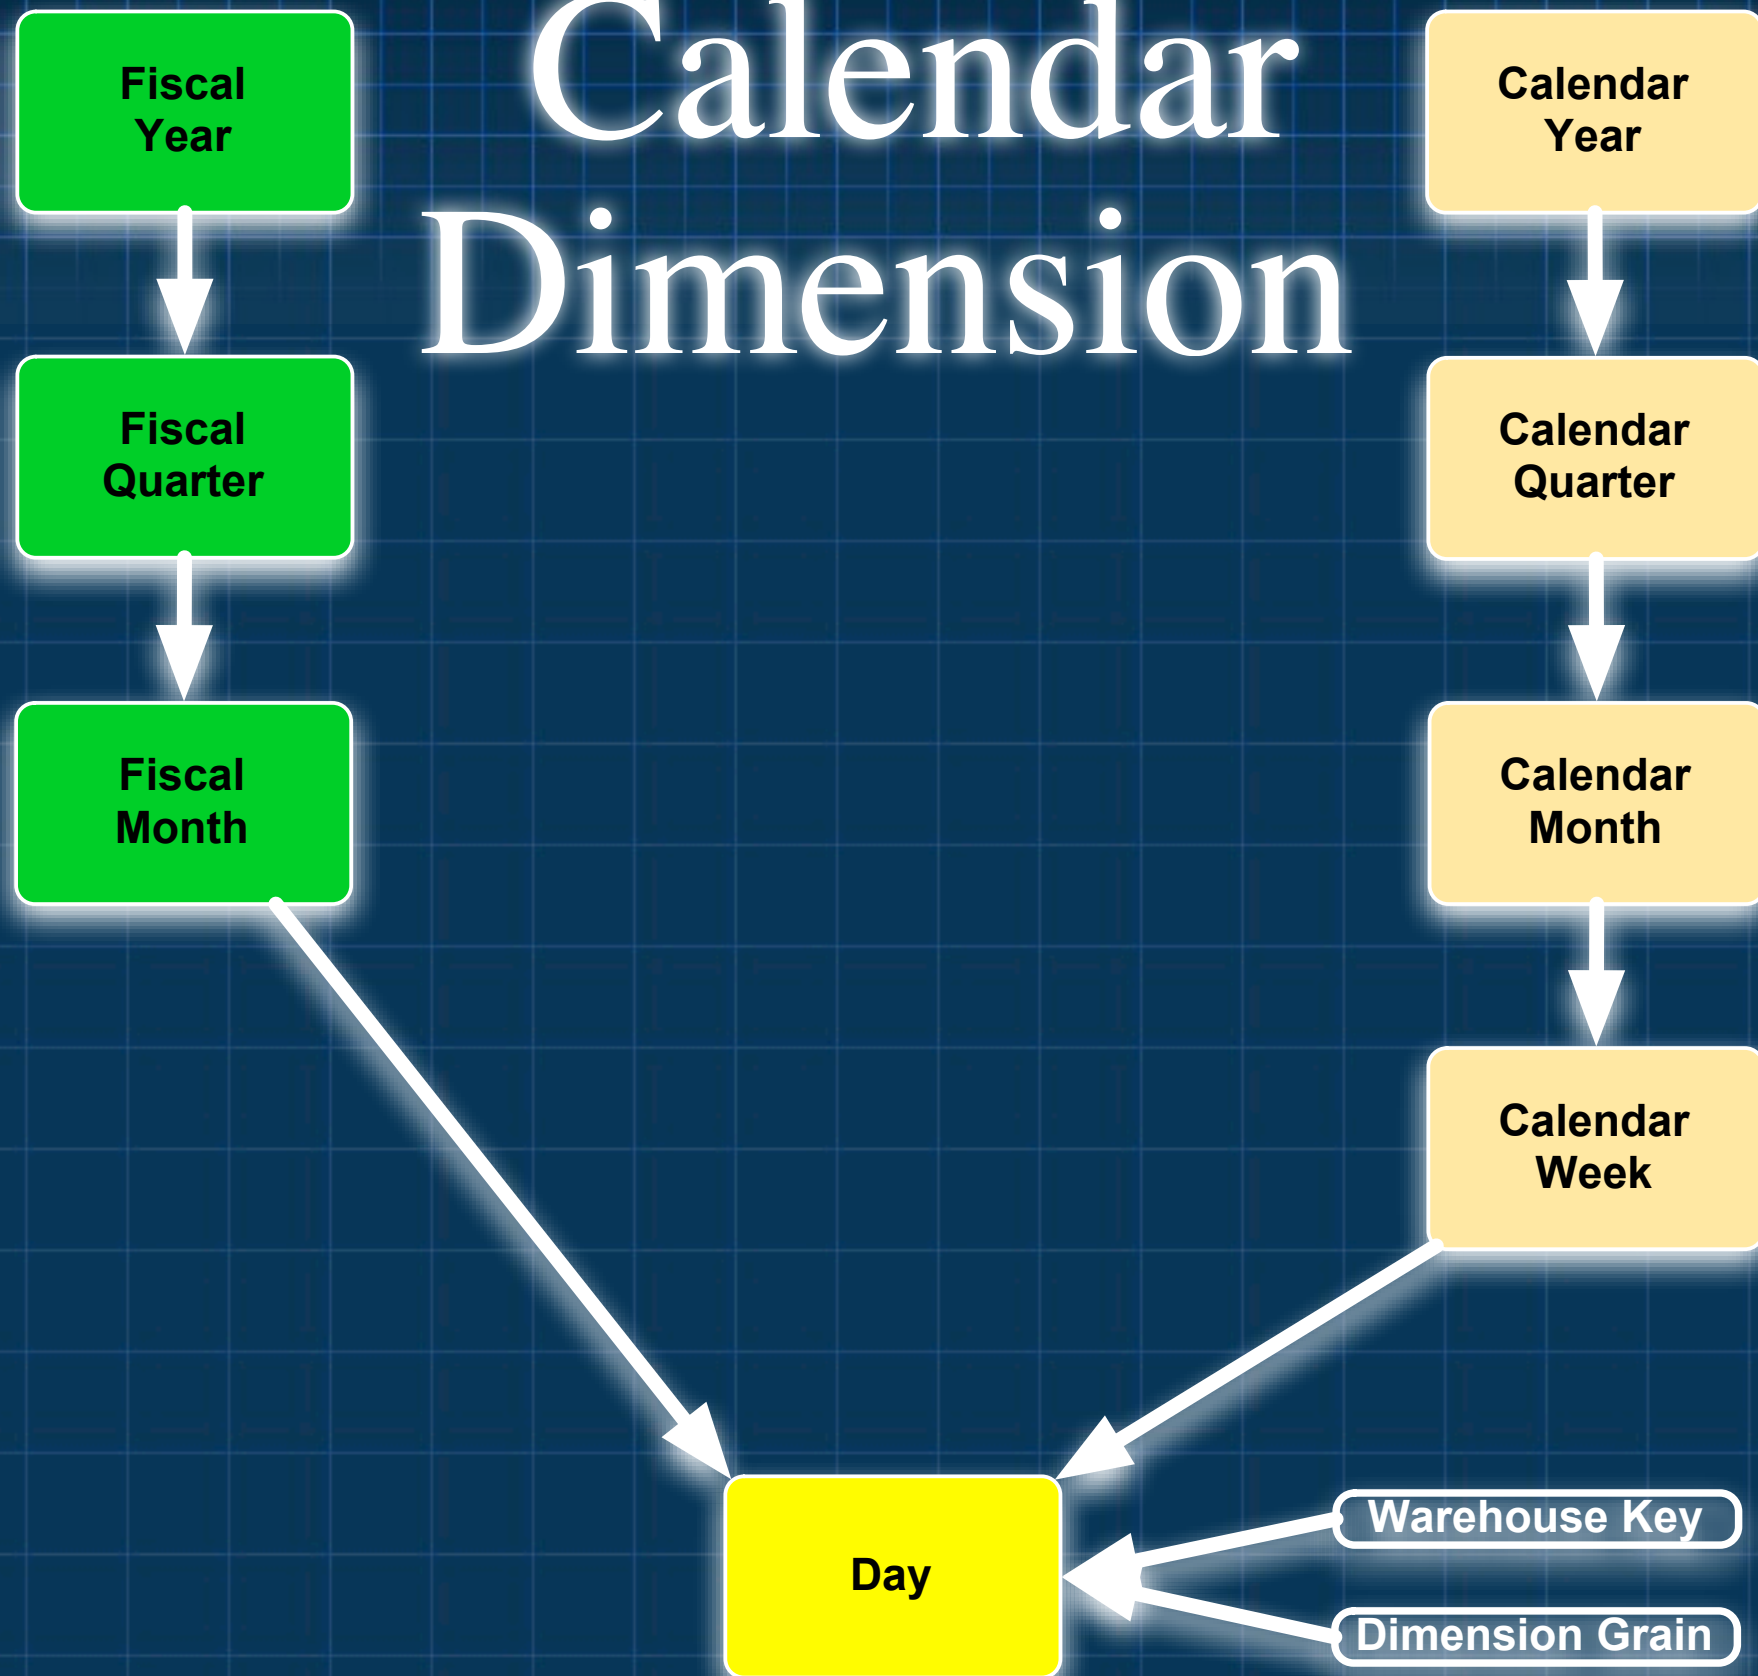 Calendar
Dimension
Fiscal
Year
Fiscal
Quarter
Fiscal
Month
Calendar
Year
Calendar
Quarter
Calendar
Month
Calendar
Week
Day
Warehouse Key
Dimension Grain